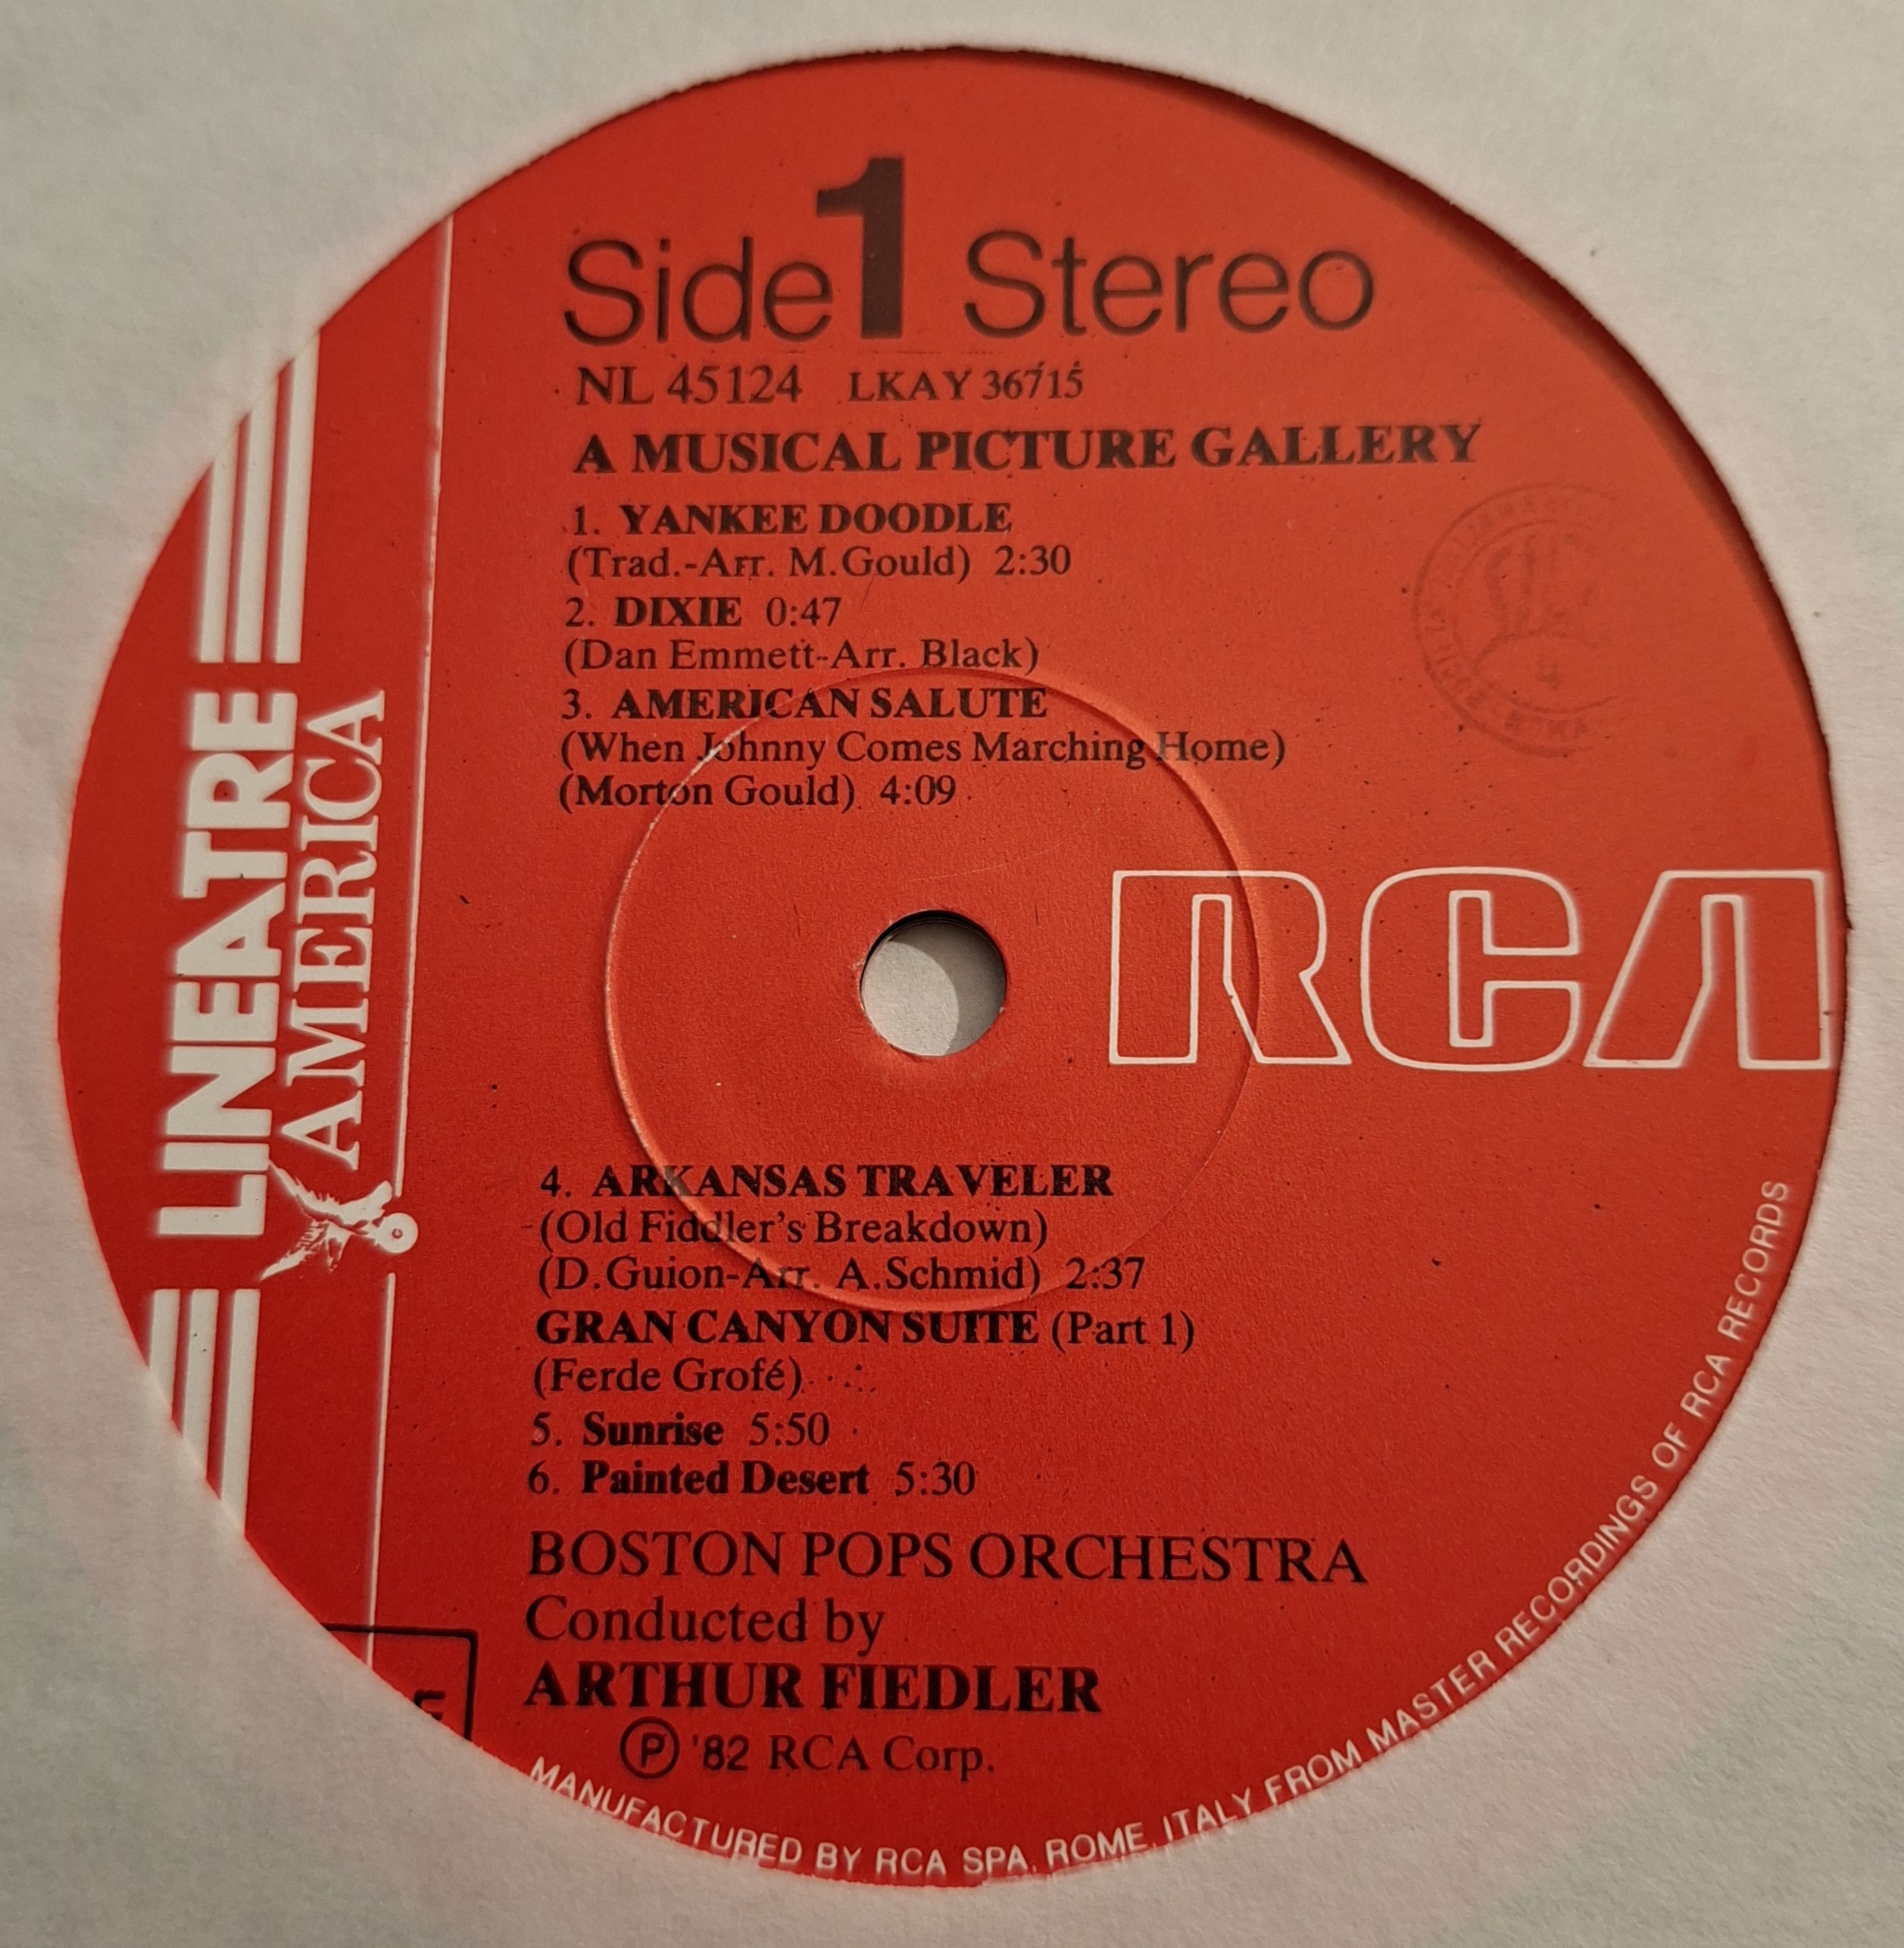 Side 1 Stereo
NL 45124 LKAY 36715
A MUSICAL PICTURE GALLERY
1. YANKEE DOODLE
(Trad.-Arr. M.Gould) 2:30
2. DIXIE 0:47
(Dan Emmett-Arr. Black)
3. AMERICAN SALUTE
(When Johnny Comes Marching Home)
(Morton Gould) 4:09
LINEATRE
AMERICA
RCA
4. ARKANSAS TRAVELER
(Old Fiddler's Breakdown)
(D.Guion-Arr. A.Schmid) 2:37
GRAN CANYON SUITE (Part 1)
(Ferde Grofé)
5. Sunrise 5:50
6. Painted Desert 5:30
BOSTON POPS ORCHESTRA
Conducted by
ARTHUR FIEDLER
Ⓟ '82 RCA Corp.
MANUFACTURED BY RCA SPA, ROME, ITALY FROM MASTER RECORDINGS OF RCA RECORDS